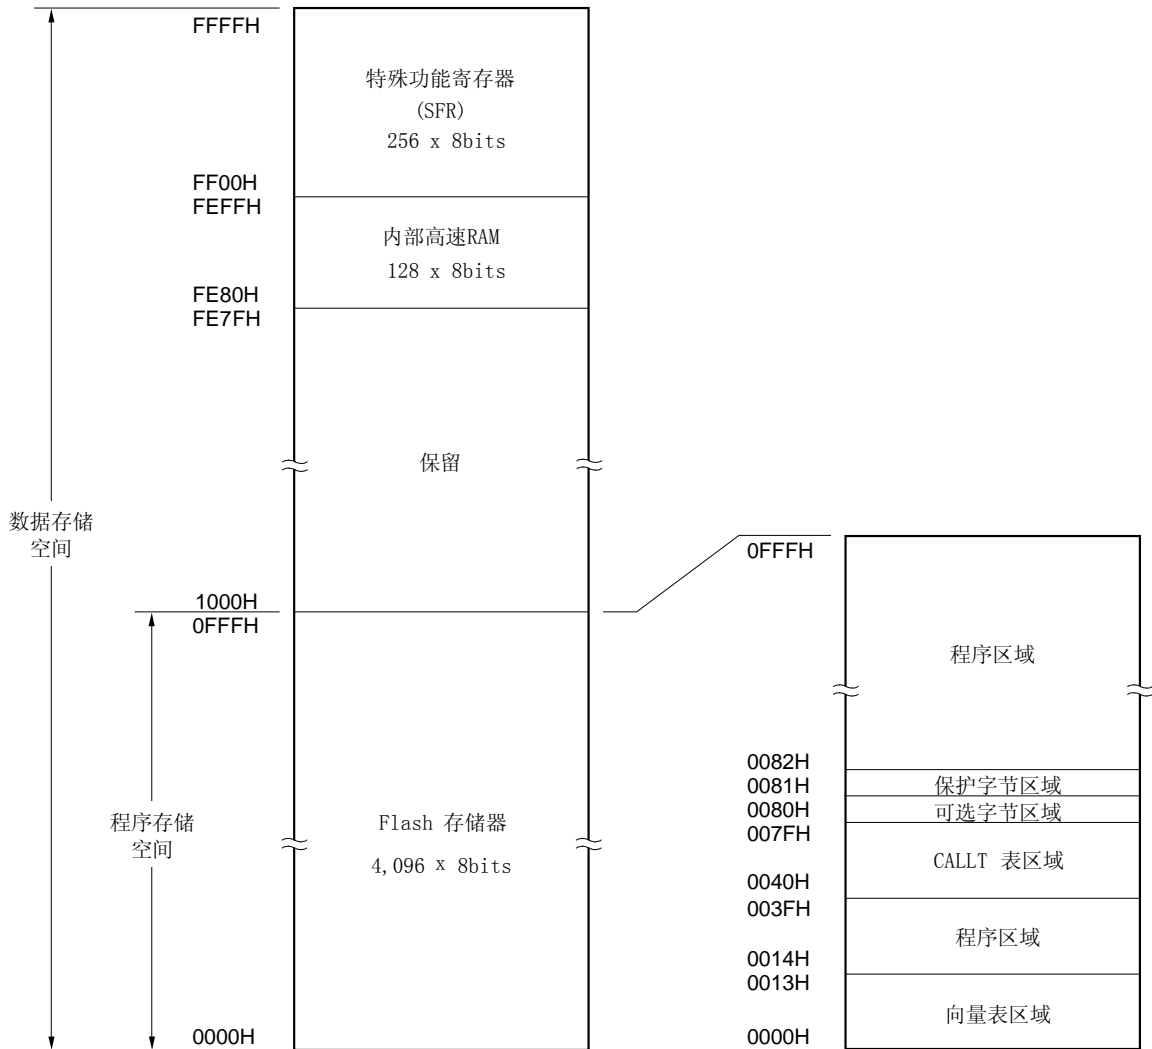 FFFFH
特殊功能寄存器
(SFR)
256 x 8bits
FF00H
FEFFH
内部高速RAM
128 x 8bits
FE80H
FE7FH
保留
数据存储
空间
1000H
0FFFH
程序存储
空间
Flash 存储器
4,096 x 8bits
0000H
0FFFH
程序区域
0082H
0081H
保护字节区域
0080H
可选字节区域
007FH
CALLT 表区域
0040H
003FH
程序区域
0014H
0013H
向量表区域
0000H